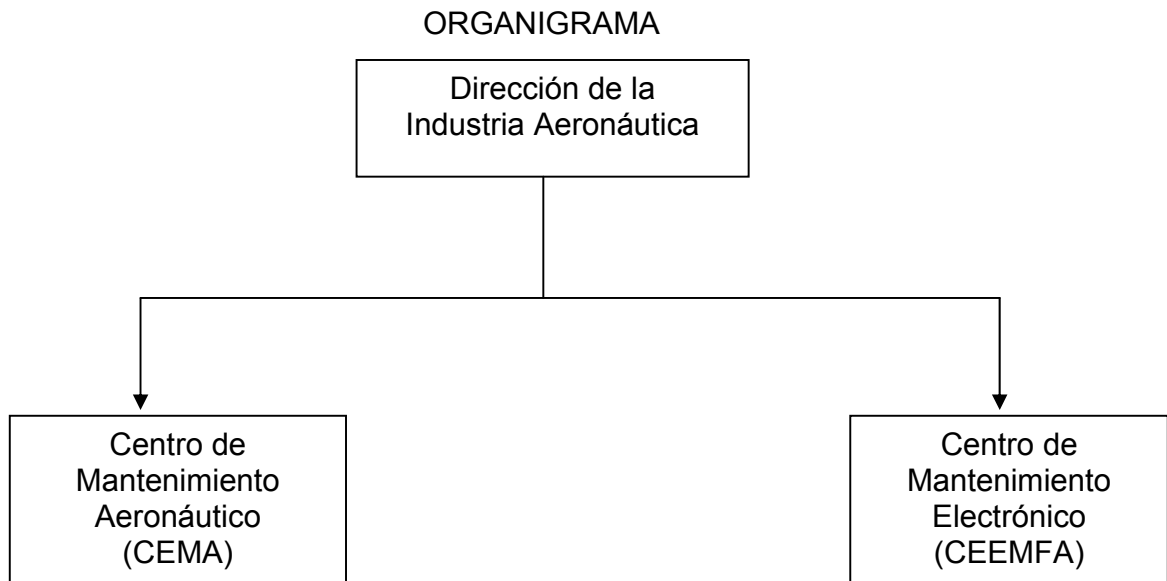 ORGANIGRAMA
Dirección de la
Industria Aeronáutica
Centro de
Mantenimiento
Aeronáutico
(CEMA)
Centro de
Mantenimiento
Electrónico
(CEEMFA)